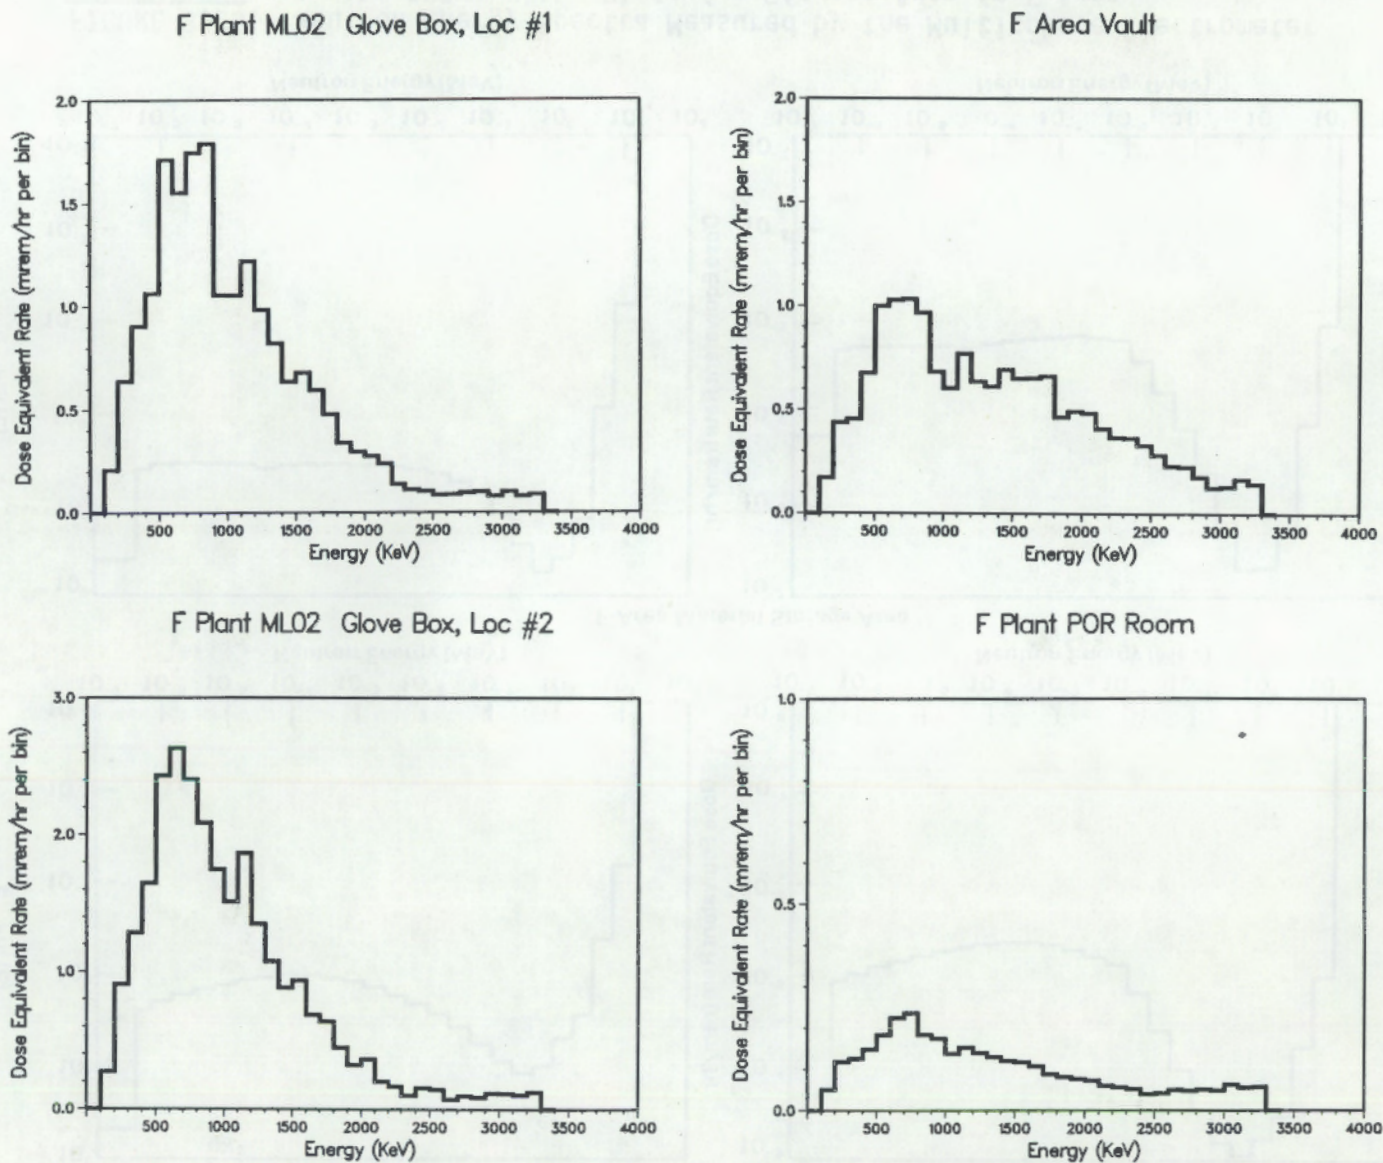 F Plant ML02 Glove Box, Loc #1
2.0
1.5
1.0
0.5
0.0
Dose Equivalent Rate (mrem/hr per bin)
500 1000 1500 2000 2500 3000 3500 4000
Energy (KeV)
F Area Vault
2.0
1.5
1.0
0.5
0.0
Dose Equivalent Rate (mrem/hr per bin)
500 1000 1500 2000 2500 3000 3500 4000
Energy (KeV)
F Plant ML02 Glove Box, Loc #2
3.0
2.0
1.0
0.0
Dose Equivalent Rate (mrem/hr per bin)
500 1000 1500 2000 2500 3000 3500 4000
Energy (KeV)
F Plant POR Room
1.0
0.5
0.0
Dose Equivalent Rate (mrem/hr per bin)
500 1000 1500 2000 2500 3000 3500 4000
Energy (KeV)